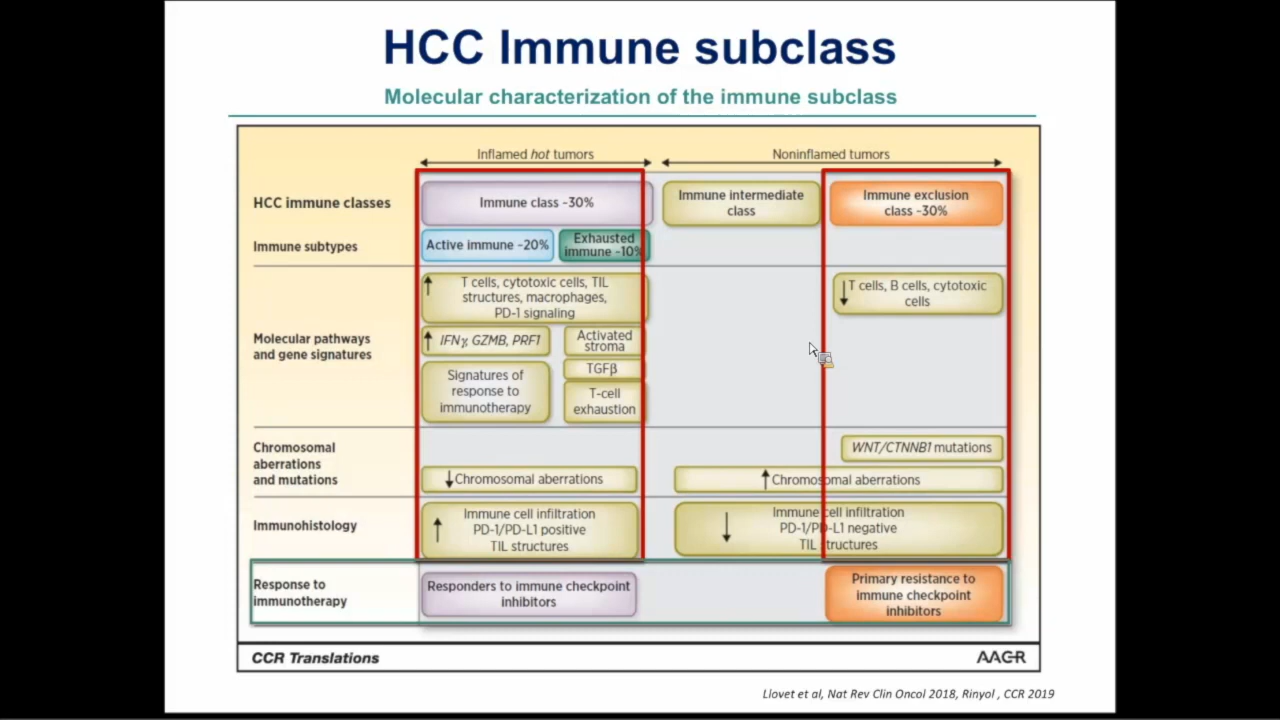 HCC Immune subclass
Molecular characterization of the immune subclass
Inflamed hot tumors
Noninflamed tumors
HCC immune classes
Immune class ~30%
Immune intermediate
class
Immune exclusion
class ~30%
Immune subtypes
Active immune ~20%
Exhausted
immune ~10%
Molecular pathways
and gene signatures
↑ T cells, cytotoxic cells, TIL
structures, macrophages,
PD-1 signaling
↑ IFNγ, GZMB, PRF1
Signatures of
response to
immunotherapy
Activated
stroma
TGFβ
T-cell
exhaustion
↓ T cells, B cells, cytotoxic
cells
Chromosomal
aberrations
and mutations
WNT/CTNNB1 mutations
↓ Chromosomal aberrations
↑ Chromosomal aberrations
Immunohistology
↑ Immune cell infiltration
PD-1/PD-L1 positive
TIL structures
↓ Immune cell infiltration
PD-1/PD-L1 negative
TIL structures
Response to
immunotherapy
Responders to immune checkpoint
inhibitors
Primary resistance to
immune checkpoint
inhibitors
CCR Translations
AACR
Llovet et al, Nat Rev Clin Oncol 2018, Rinyol , CCR 2019